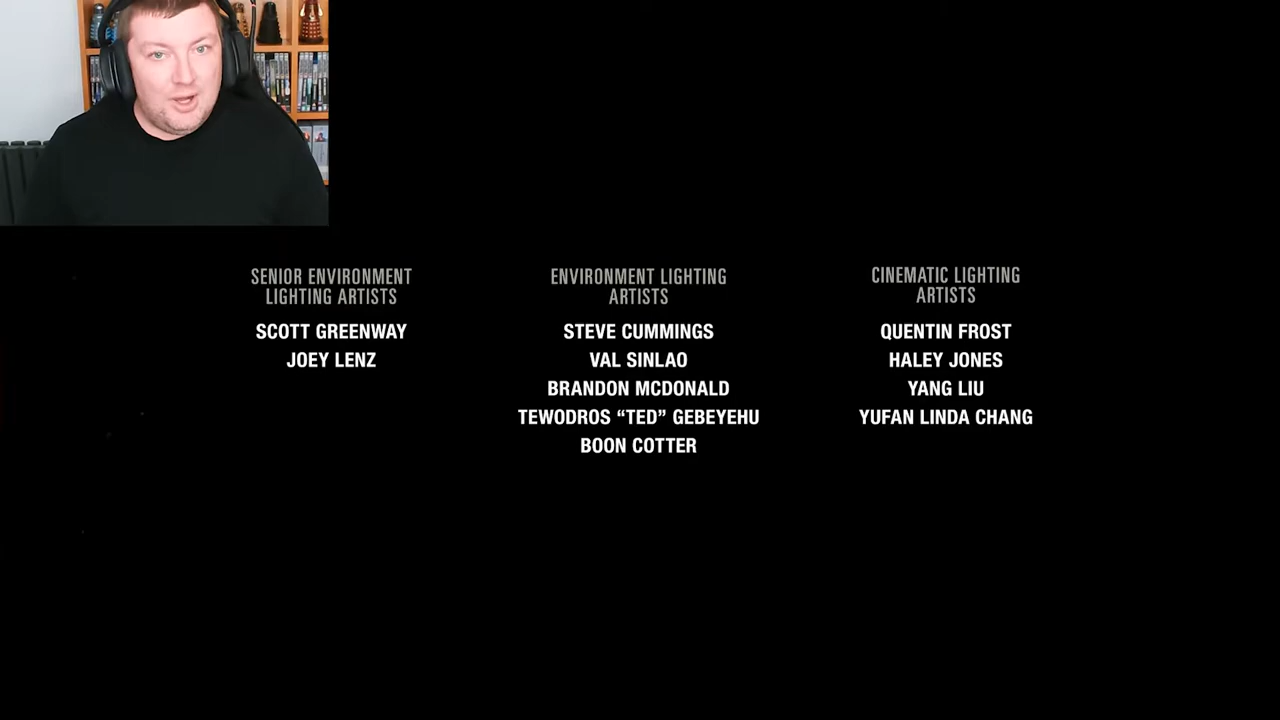 SENIOR ENVIRONMENT
LIGHTING ARTISTS
SCOTT GREENWAY
JOEY LENZ
ENVIRONMENT LIGHTING
ARTISTS
STEVE CUMMINGS
VAL SINLAO
BRANDON MCDONALD
TEWODROS “TED” GEBEYEHU
BOON COTTER
CINEMATIC LIGHTING
ARTISTS
QUENTIN FROST
HALEY JONES
YANG LIU
YUFAN LINDA CHANG